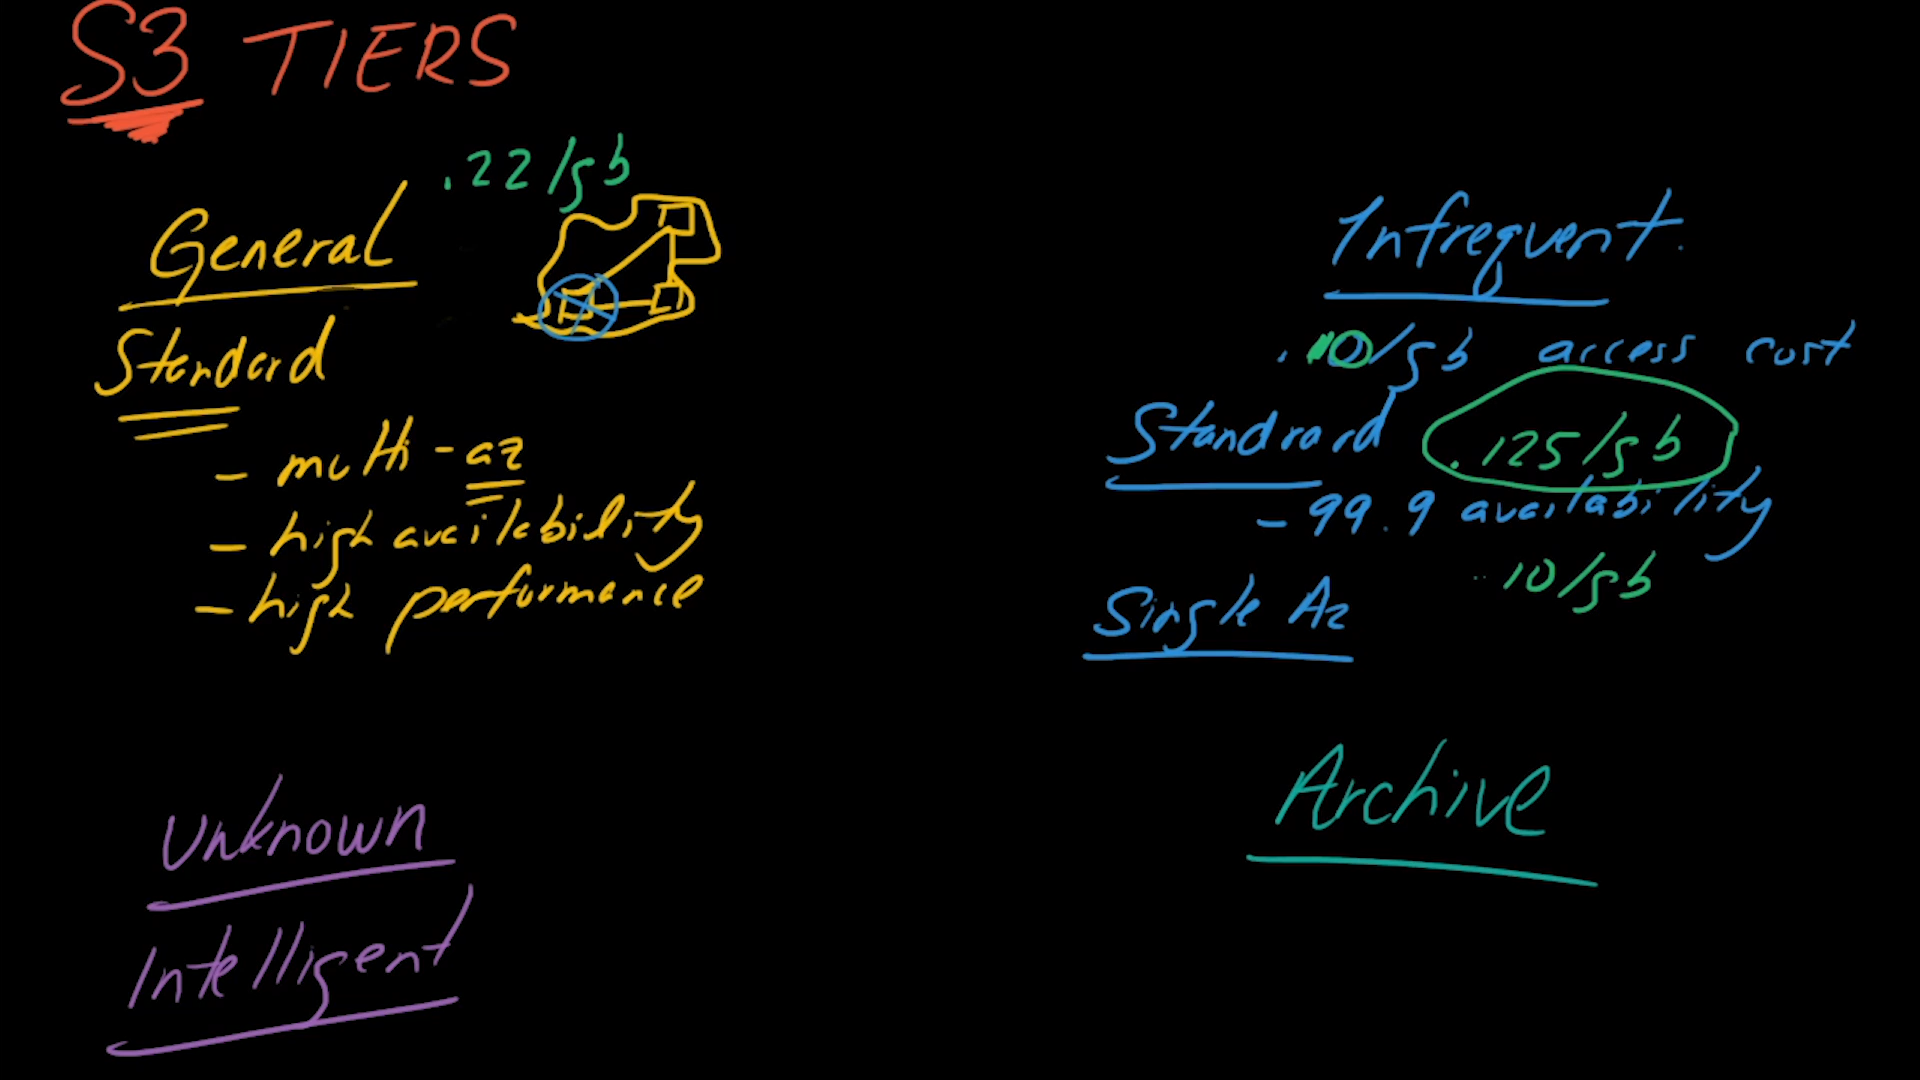 S3 TIERS
.22/gb
General
Standard
- multi-az
- high availability
- high performance
Infrequent
.10/gb access cost
Standrard .125/gb
- 99.9 availability
.10/gb
Single Az
Unknown
Intelligent
Archive